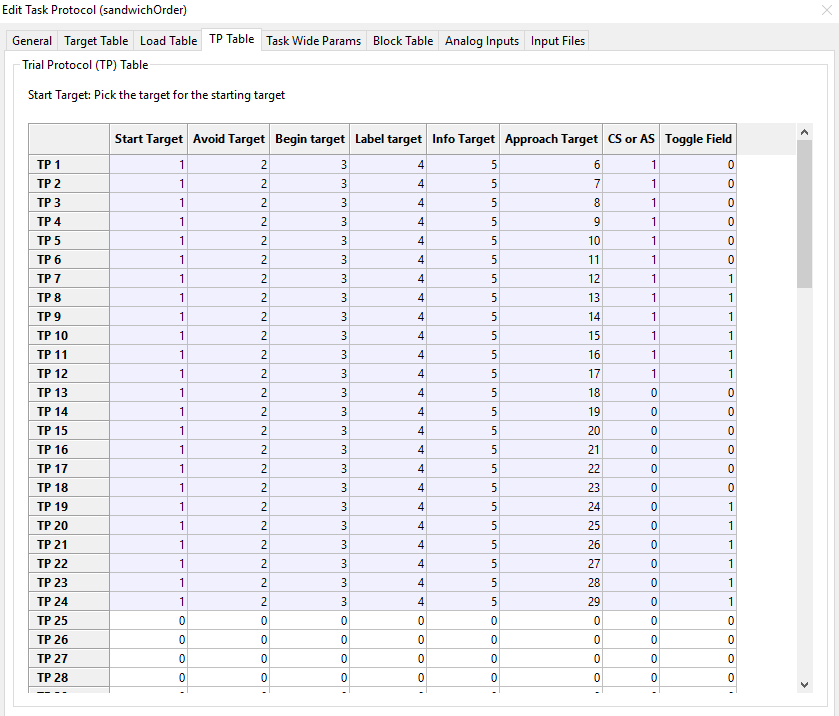 Edit Task Protocol (sandwichOrder)
General Target Table Load Table TP Table Task Wide Params Block Table Analog Inputs Input Files
Trial Protocol (TP) Table
Start Target: Pick the target for the starting target
Start Target Avoid Target Begin target Label target Info Target Approach Target CS or AS Toggle Field
TP 1 1 2 3 4 5 6 1 0
TP 2 1 2 3 4 5 7 1 0
TP 3 1 2 3 4 5 8 1 0
TP 4 1 2 3 4 5 9 1 0
TP 5 1 2 3 4 5 10 1 0
TP 6 1 2 3 4 5 11 1 0
TP 7 1 2 3 4 5 12 1 1
TP 8 1 2 3 4 5 13 1 1
TP 9 1 2 3 4 5 14 1 1
TP 10 1 2 3 4 5 15 1 1
TP 11 1 2 3 4 5 16 1 1
TP 12 1 2 3 4 5 17 1 1
TP 13 1 2 3 4 5 18 0 0
TP 14 1 2 3 4 5 19 0 0
TP 15 1 2 3 4 5 20 0 0
TP 16 1 2 3 4 5 21 0 0
TP 17 1 2 3 4 5 22 0 0
TP 18 1 2 3 4 5 23 0 0
TP 19 1 2 3 4 5 24 0 1
TP 20 1 2 3 4 5 25 0 1
TP 21 1 2 3 4 5 26 0 1
TP 22 1 2 3 4 5 27 0 1
TP 23 1 2 3 4 5 28 0 1
TP 24 1 2 3 4 5 29 0 1
TP 25 0 0 0 0 0 0 0 0
TP 26 0 0 0 0 0 0 0 0
TP 27 0 0 0 0 0 0 0 0
TP 28 0 0 0 0 0 0 0 0